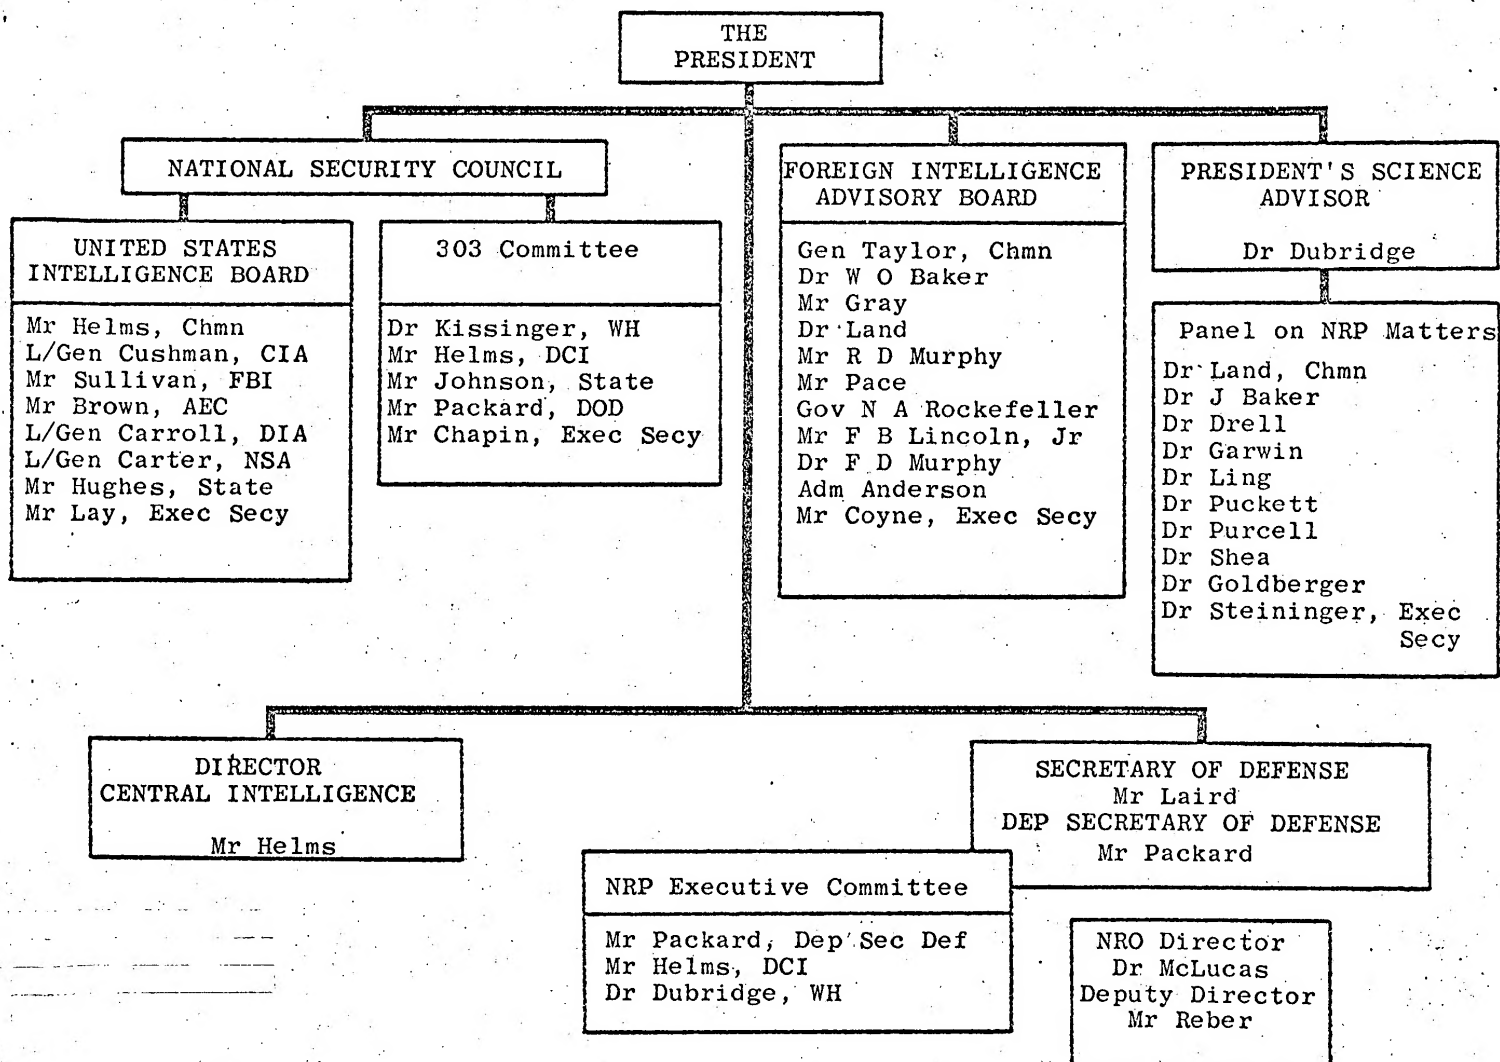 THE
PRESIDENT
NATIONAL SECURITY COUNCIL
UNITED STATES
INTELLIGENCE BOARD
Mr Helms, Chmn
L/Gen Cushman, CIA
Mr Sullivan, FBI
Mr Brown, AEC
L/Gen Carroll, DIA
L/Gen Carter, NSA
Mr Hughes, State
Mr Lay, Exec Secy
303 Committee
Dr Kissinger, WH
Mr Helms, DCI
Mr Johnson, State
Mr Packard, DOD
Mr Chapin, Exec Secy
FOREIGN INTELLIGENCE
ADVISORY BOARD
Gen Taylor, Chmn
Dr W O Baker
Mr Gray
Dr Land
Mr R D Murphy
Mr Pace
Gov N A Rockefeller
Mr F B Lincoln, Jr
Dr F D Murphy
Adm Anderson
Mr Coyne, Exec Secy
PRESIDENT'S SCIENCE
ADVISOR
Dr Dubridge
Panel on NRP Matters
Dr Land, Chmn
Dr J Baker
Dr Drell
Dr Garwin
Dr Ling
Dr Puckett
Dr Purcell
Dr Shea
Dr Goldberger
Dr Steininger, Exec
Secy
DIRECTOR
CENTRAL INTELLIGENCE
Mr Helms
SECRETARY OF DEFENSE
Mr Laird
DEP SECRETARY OF DEFENSE
Mr Packard
NRP Executive Committee
Mr Packard, Dep Sec Def
Mr Helms, DCI
Dr Dubridge, WH
NRO Director
Dr McLucas
Deputy Director
Mr Reber